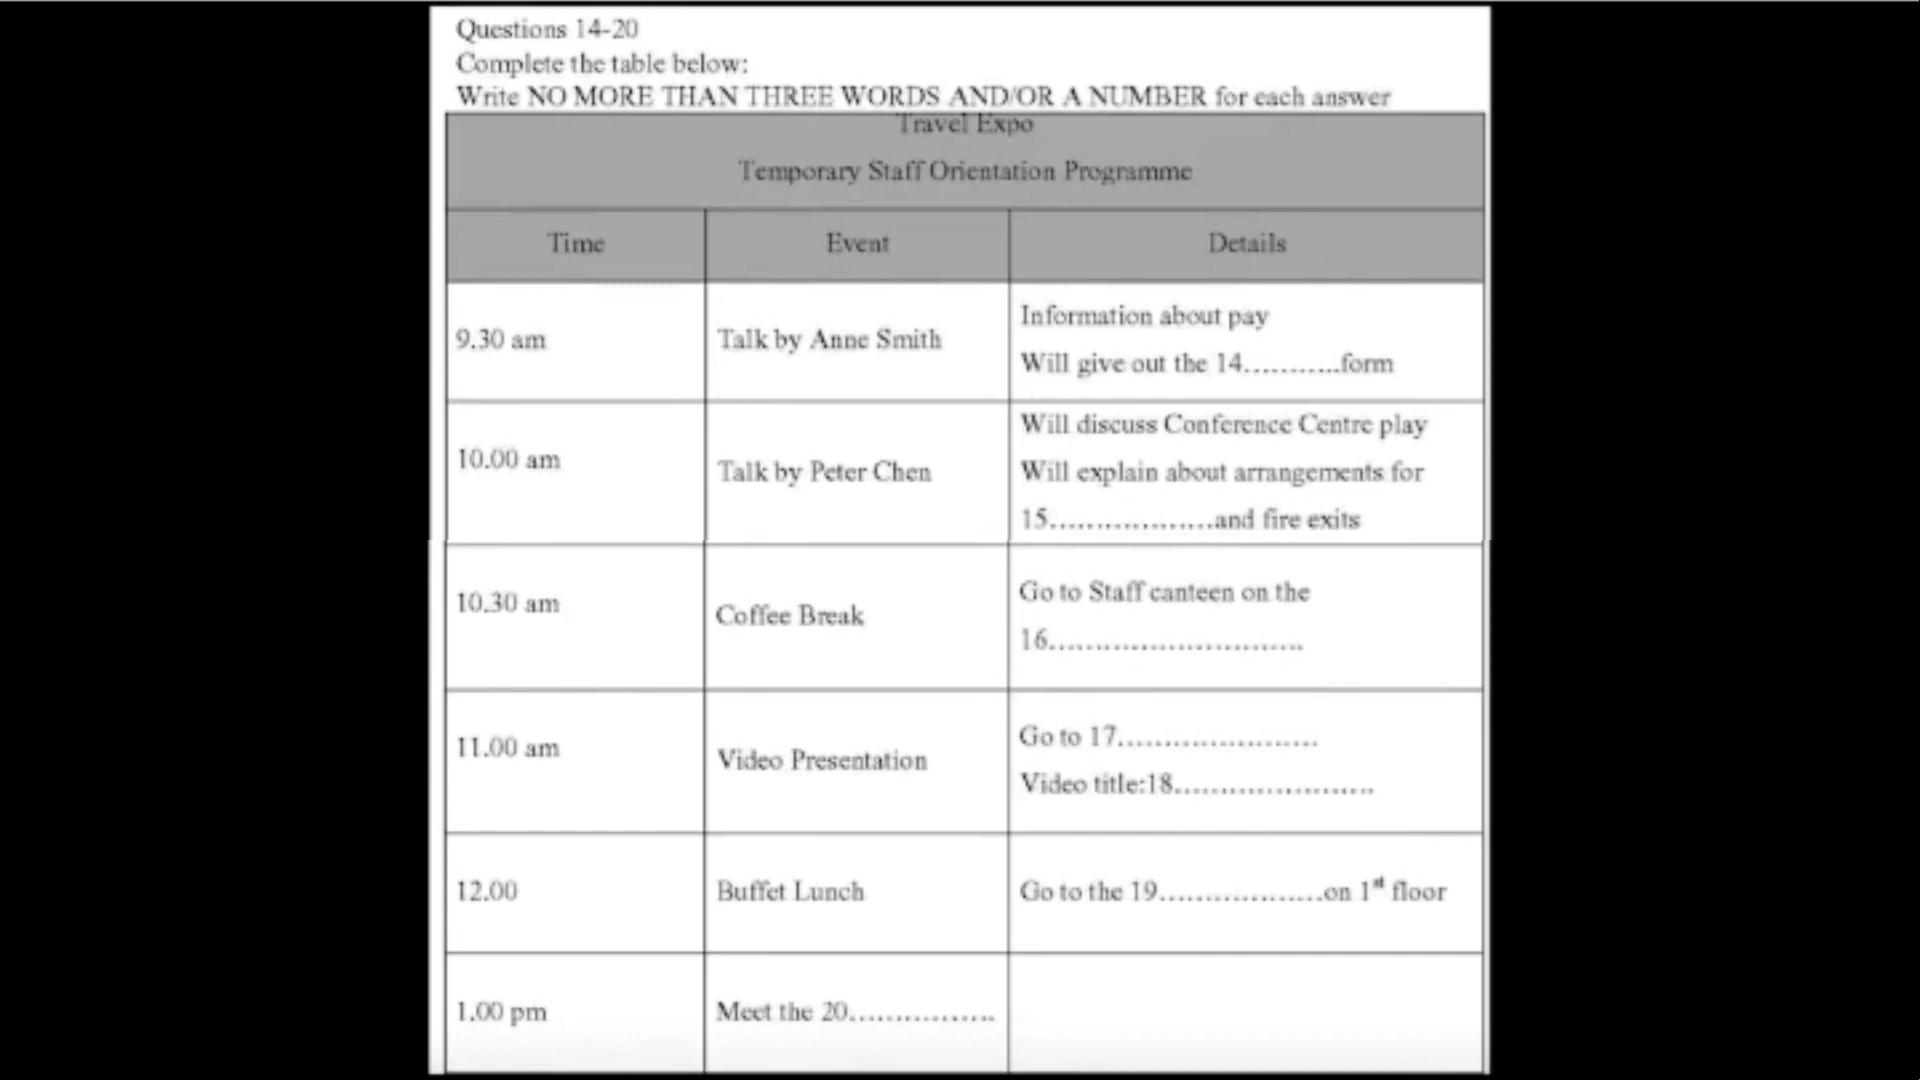 Questions 14-20
Complete the table below:
Write NO MORE THAN THREE WORDS AND/OR A NUMBER for each answer
Travel Expo
Temporary Staff Orientation Programme
Time Event Details
9.30 am Talk by Anne Smith Information about pay
Will give out the 14...........form
10.00 am Talk by Peter Chen Will discuss Conference Centre play
Will explain about arrangements for
15..................and fire exits
10.30 am Coffee Break Go to Staff canteen on the
16............................
11.00 am Video Presentation Go to 17......................
Video title:18......................
12.00 Buffet Lunch Go to the 19..................on 1st floor
1.00 pm Meet the 20................